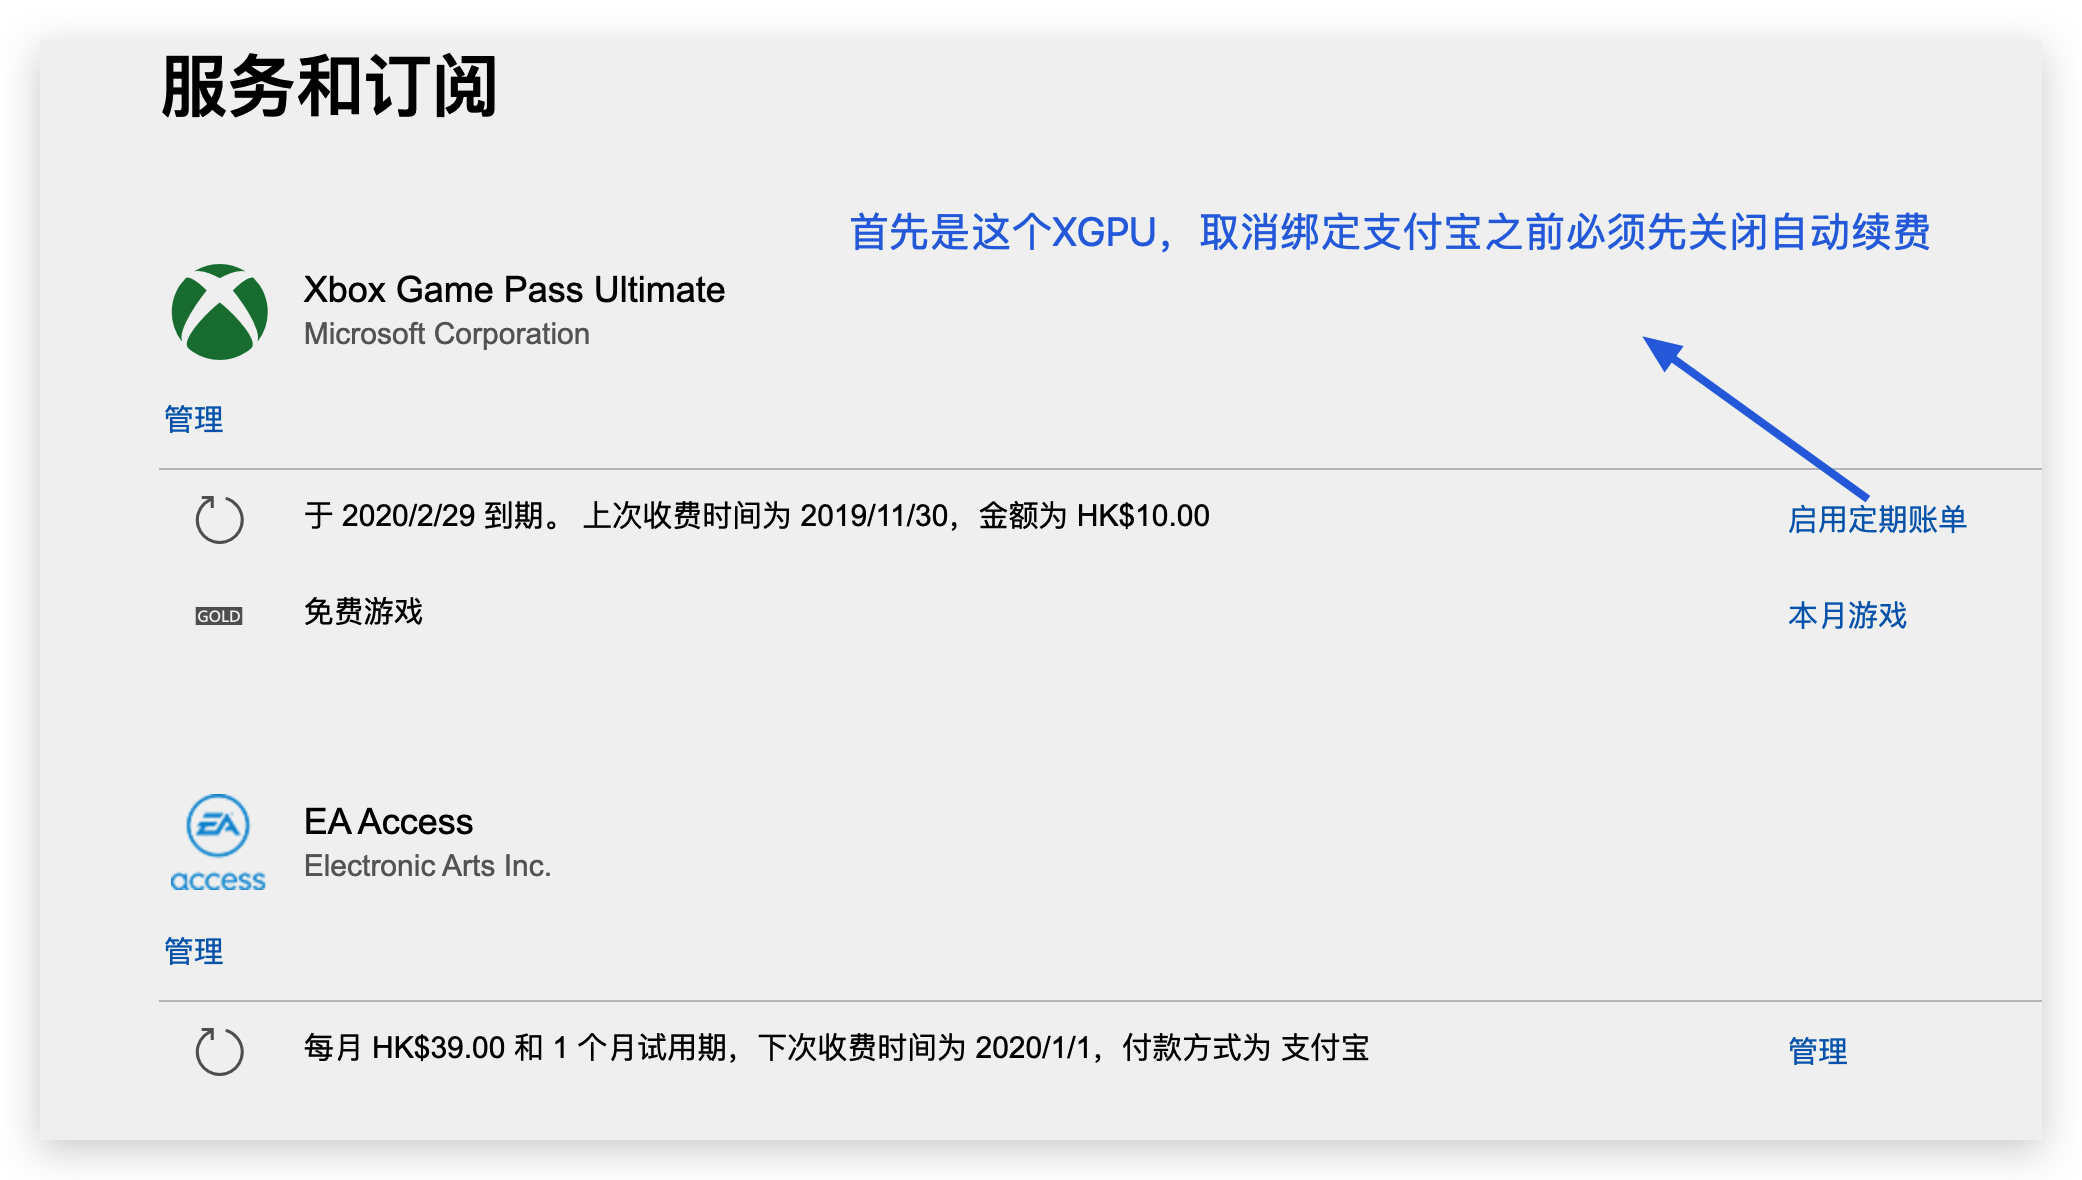 服务和订阅
首先是这个XGPU，取消绑定支付宝之前必须先关闭自动续费
Xbox Game Pass Ultimate
Microsoft Corporation
管理
于 2020/2/29 到期。 上次收费时间为 2019/11/30，金额为 HK$10.00
启用定期账单
GOLD
免费游戏
本月游戏
EA
access
EA Access
Electronic Arts Inc.
管理
每月 HK$39.00 和 1 个月试用期，下次收费时间为 2020/1/1，付款方式为 支付宝
管理